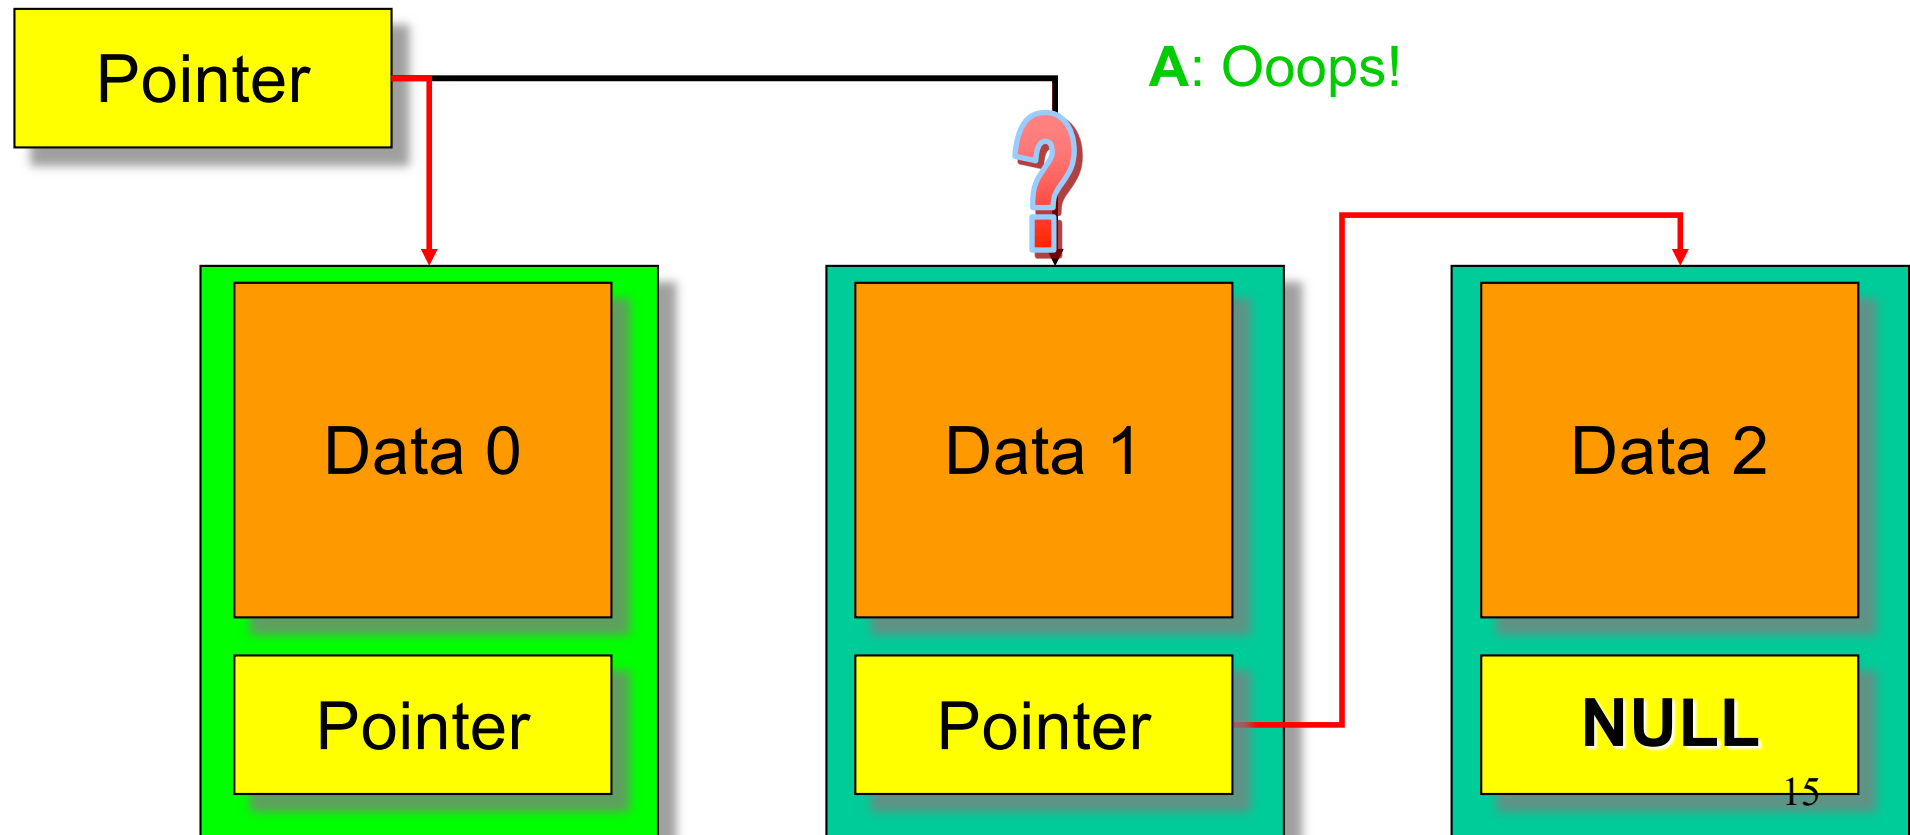 Pointer
A: Ooops!
?
Data 0
Data 1
Data 2
Pointer
Pointer
NULL
15